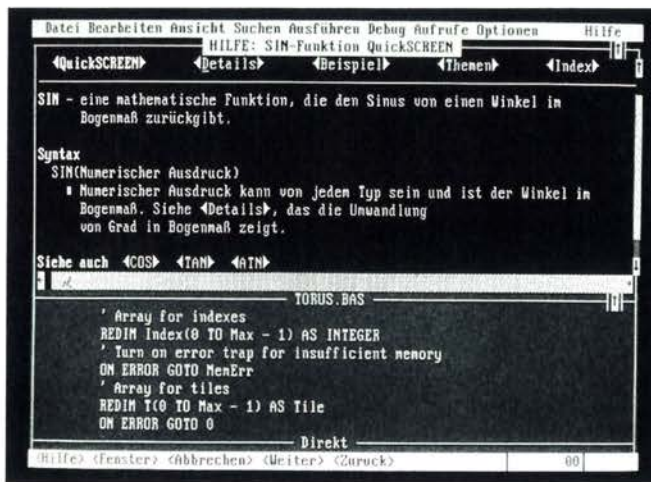 Datei Bearbeiten Ansicht Suchen Ausführen Debug Aufrufe Optionen Hilfe
HILFE: SIN-Funktion QuickSCREEN
◄QuickSCREEN► ◄Details► ◄Beispiel► ◄Themen► ◄Index►
SIN - eine mathematische Funktion, die den Sinus von einen Winkel im
Bogenmaß zurückgibt.
Syntax
SIN(Numerischer Ausdruck)
∎ Numerischer Ausdruck kann von jedem Typ sein und ist der Winkel im
Bogenmaß. Siehe ◄Details►, das die Umwandlung
von Grad in Bogenmaß zeigt.
Siehe auch ◄COS► ◄TAN► ◄ATN►
TORUS.BAS
' Array for indexes
REDIM Index(0 TO Max - 1) AS INTEGER
' Turn on error trap for insufficient memory
ON ERROR GOTO MemErr
' Array for tiles
REDIM T(0 TO Max - 1) AS Tile
ON ERROR GOTO 0
Direkt
<Hilfe> <Fenster> <Abbrechen> <Weiter> <Zuruck> 00